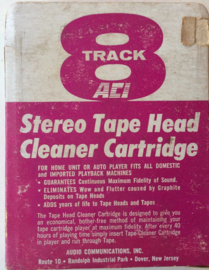 8
TRACK
ACI
Stereo Tape Head
Cleaner Cartridge
FOR HOME UNIT OR AUTO PLAYER FITS ALL DOMESTIC
AND IMPORTED PLAYBACK MACHINES
• GUARANTEES Continuous Maximum Fidelity of Sound.
• ELIMINATES Wow and Flutter caused by Graphite
Deposits on Tape Heads
• ADDS years of life to Tape Heads and Tapes
The Tape Head Cleaner Cartridge is designed to give you
an economical, bother-free method of maintaining your
tape cartridge player at maximum fidelity. After every 40
hours of playing time simply insert Tape Cleaner Cartridge
in player and run through Tape.
AUDIO COMMUNICATIONS, INC.
Route 10 • Randolph Industrial Park • Dover, New Jersey